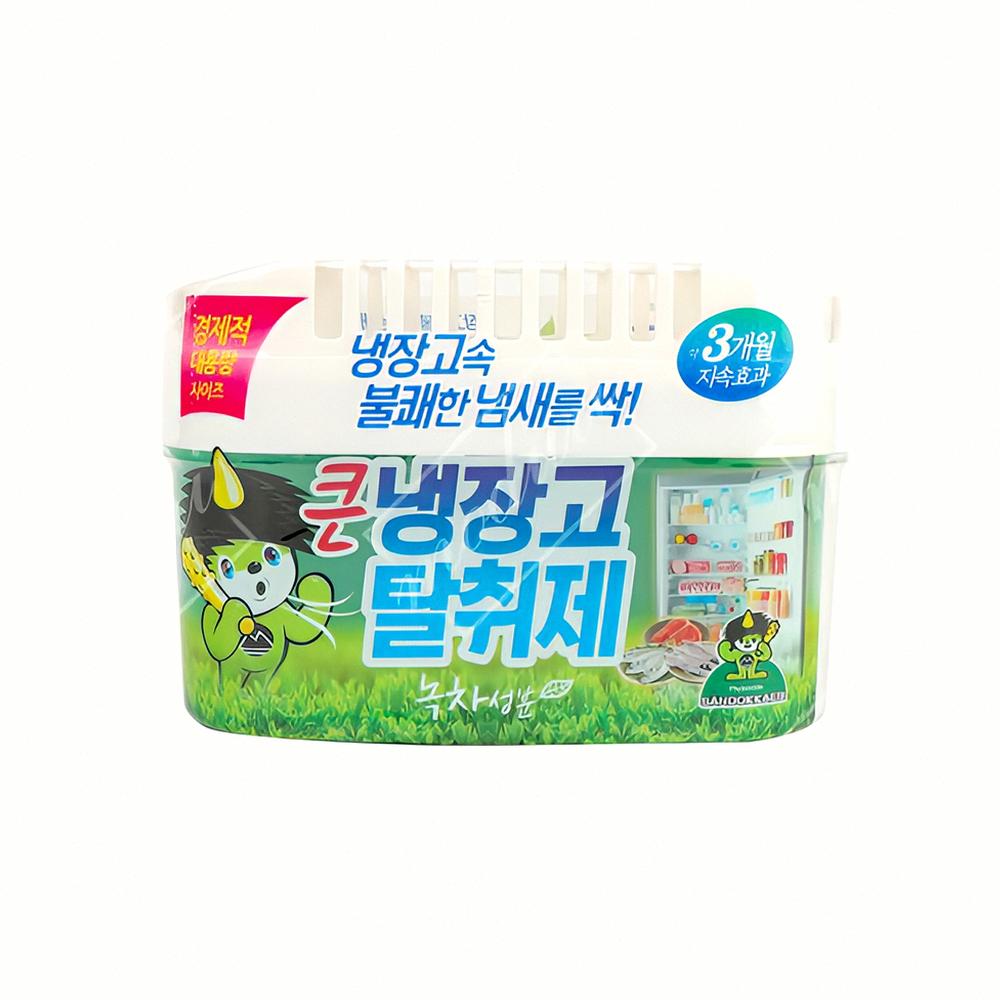 경제적
대용량
사이즈
냉장고속
불쾌한 냄새를 싹!
약 3개월
지속효과
큰 냉장고
탈취제
녹차성분
BANDOKKAEBI